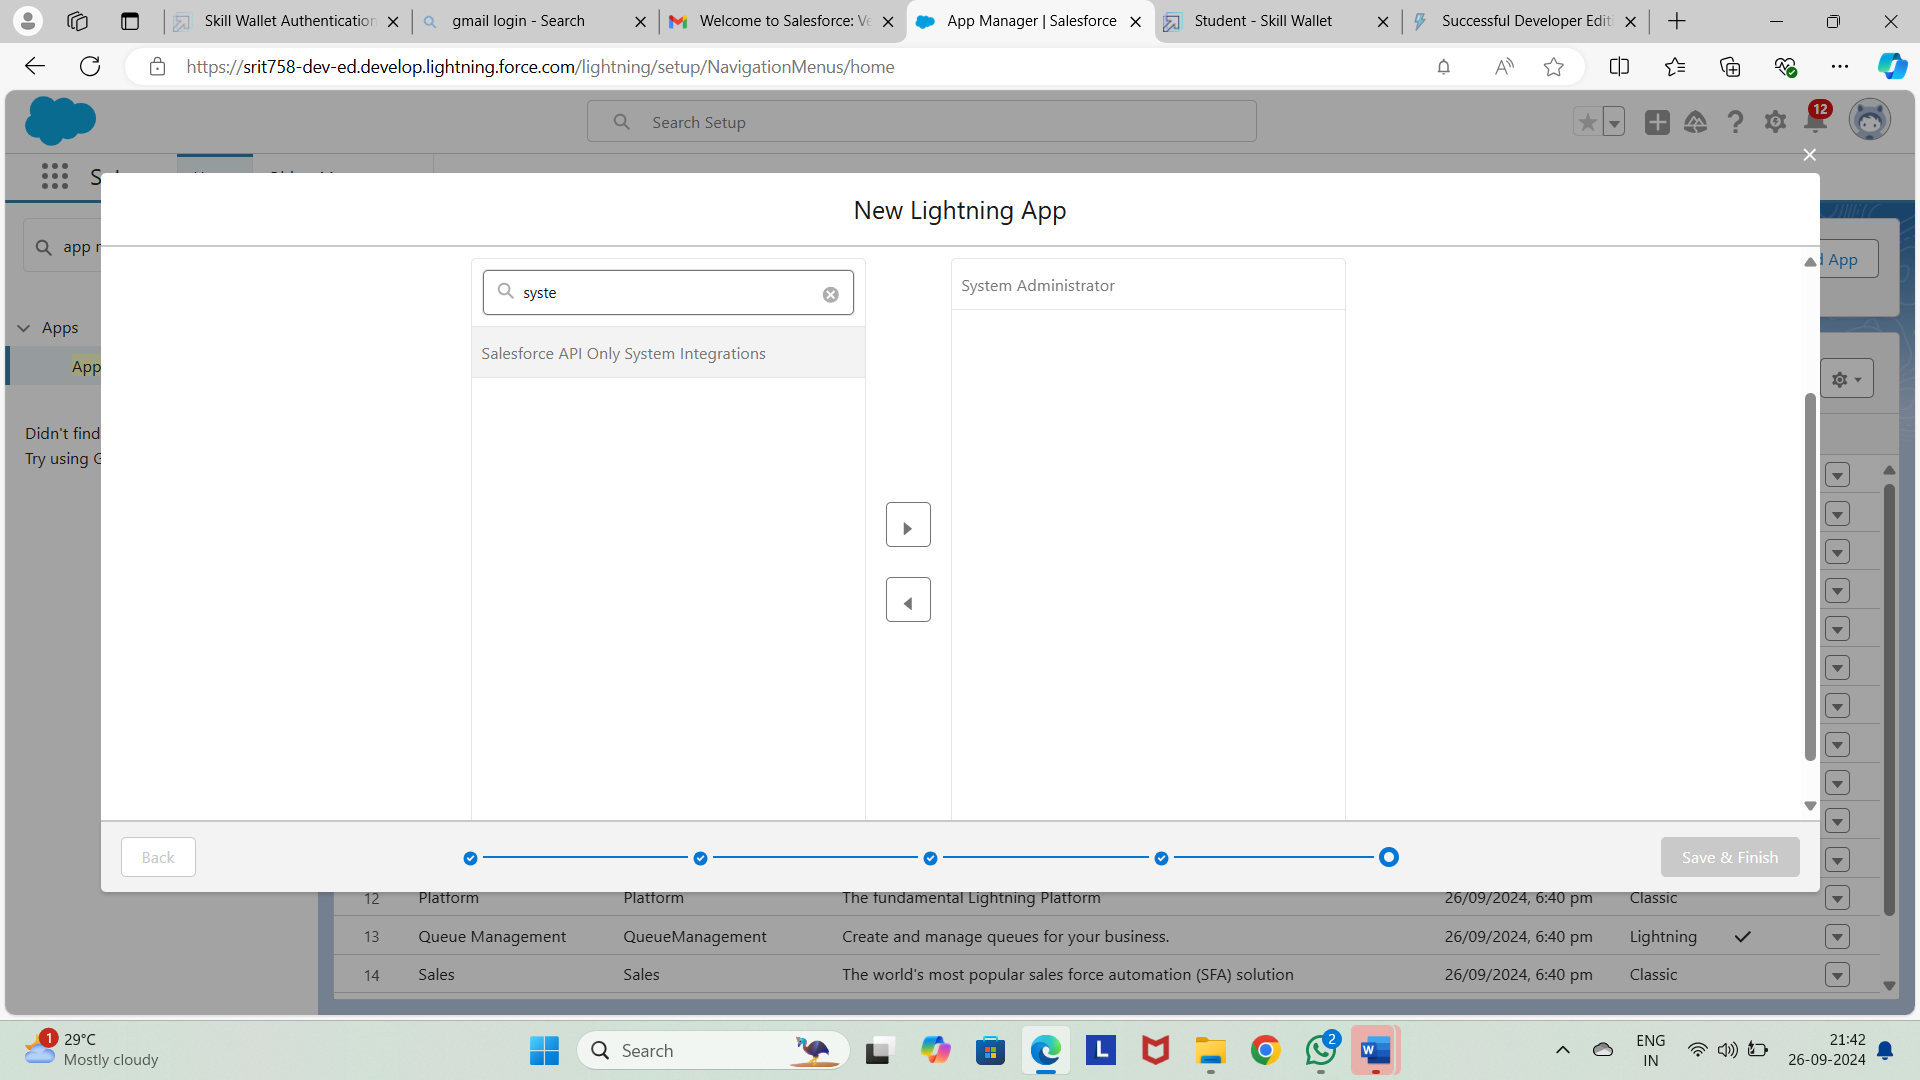 Skill Wallet Authentication
gmail login - Search
Welcome to Salesforce: Ve
App Manager | Salesforce
Student - Skill Wallet
Successful Developer Editi
https://srit758-dev-ed.develop.lightning.force.com/lightning/setup/NavigationMenus/home
Search Setup
12
New Lightning App
app
d App
syste
System Administrator
Apps
Salesforce API Only System Integrations
App
Didn't find
Try using G
Back
Save & Finish
12 Platform Platform The fundamental Lightning Platform 26/09/2024, 6:40 pm Classic
13 Queue Management QueueManagement Create and manage queues for your business. 26/09/2024, 6:40 pm Lightning
14 Sales Sales The world's most popular sales force automation (SFA) solution 26/09/2024, 6:40 pm Classic
1
29°C
Mostly cloudy
Search
L
2
W
ENG
IN
21:42
26-09-2024